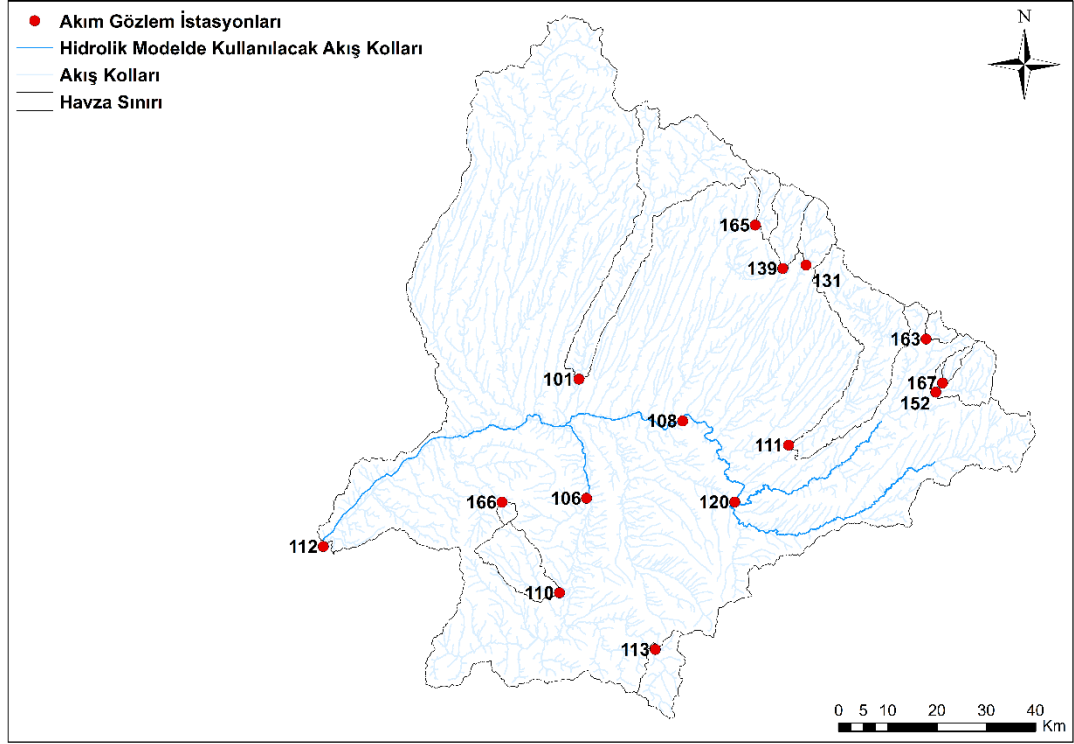 Akım Gözlem İstasyonları
Hidrolik Modelde Kullanılacak Akış Kolları
Akış Kolları
Havza Sınırı
N
165
139
131
163
167
152
101
108
111
106
166
120
112
110
113
0 5 10 20 30 40
Km